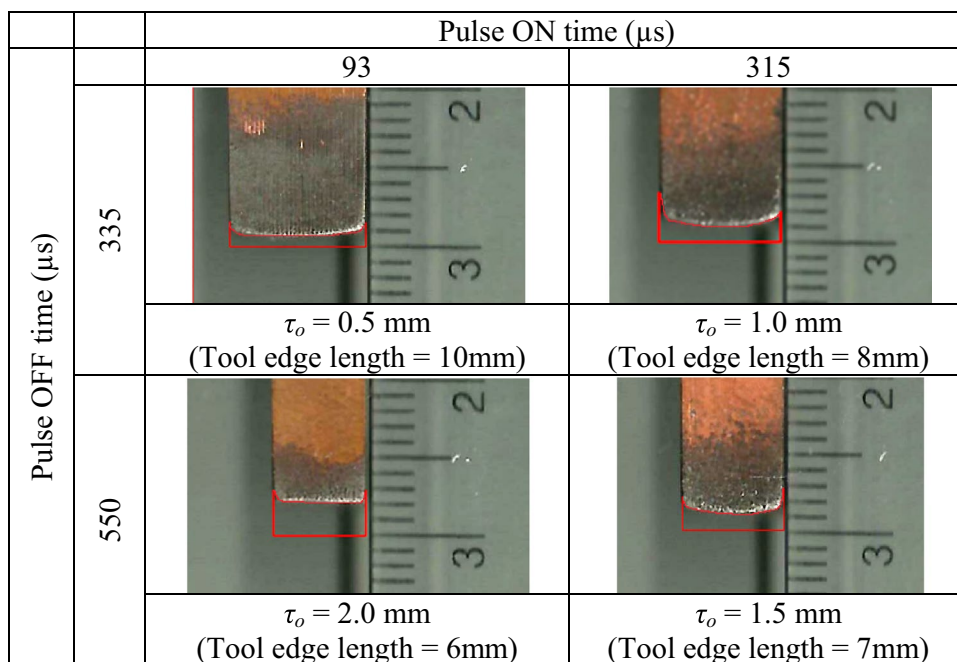 Pulse ON time (µs)
93 315
Pulse OFF time (µs)
335
2
3
2
3
τo = 0.5 mm
(Tool edge length = 10mm)
τo = 1.0 mm
(Tool edge length = 8mm)
550
2
3
2
3
τo = 2.0 mm
(Tool edge length = 6mm)
τo = 1.5 mm
(Tool edge length = 7mm)